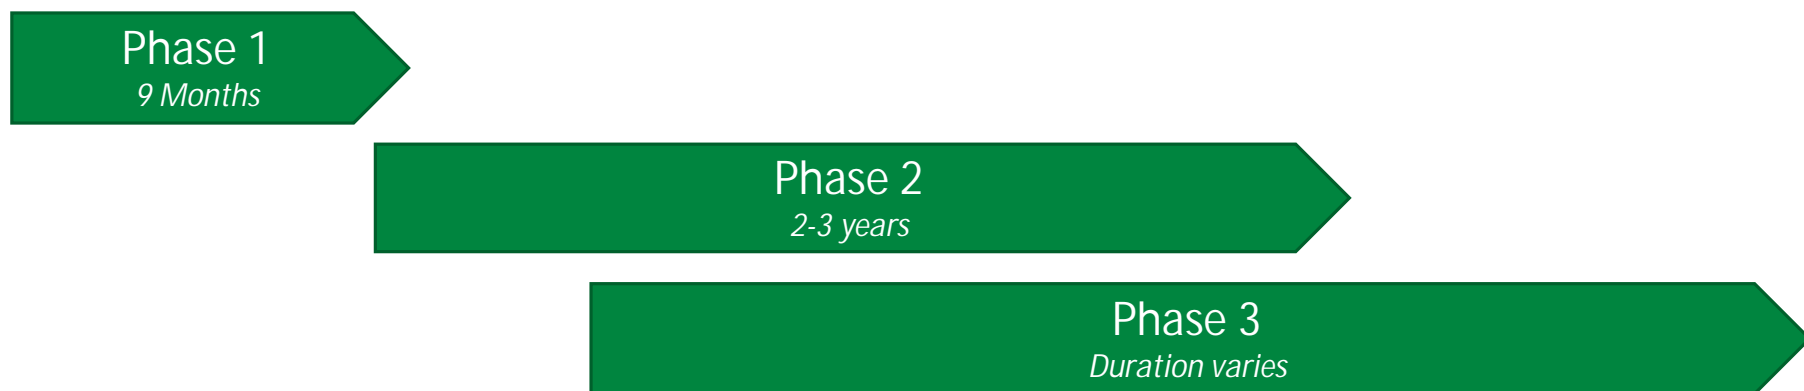 Phase 1
9 Months
Phase 2
2-3 years
Phase 3
Duration varies